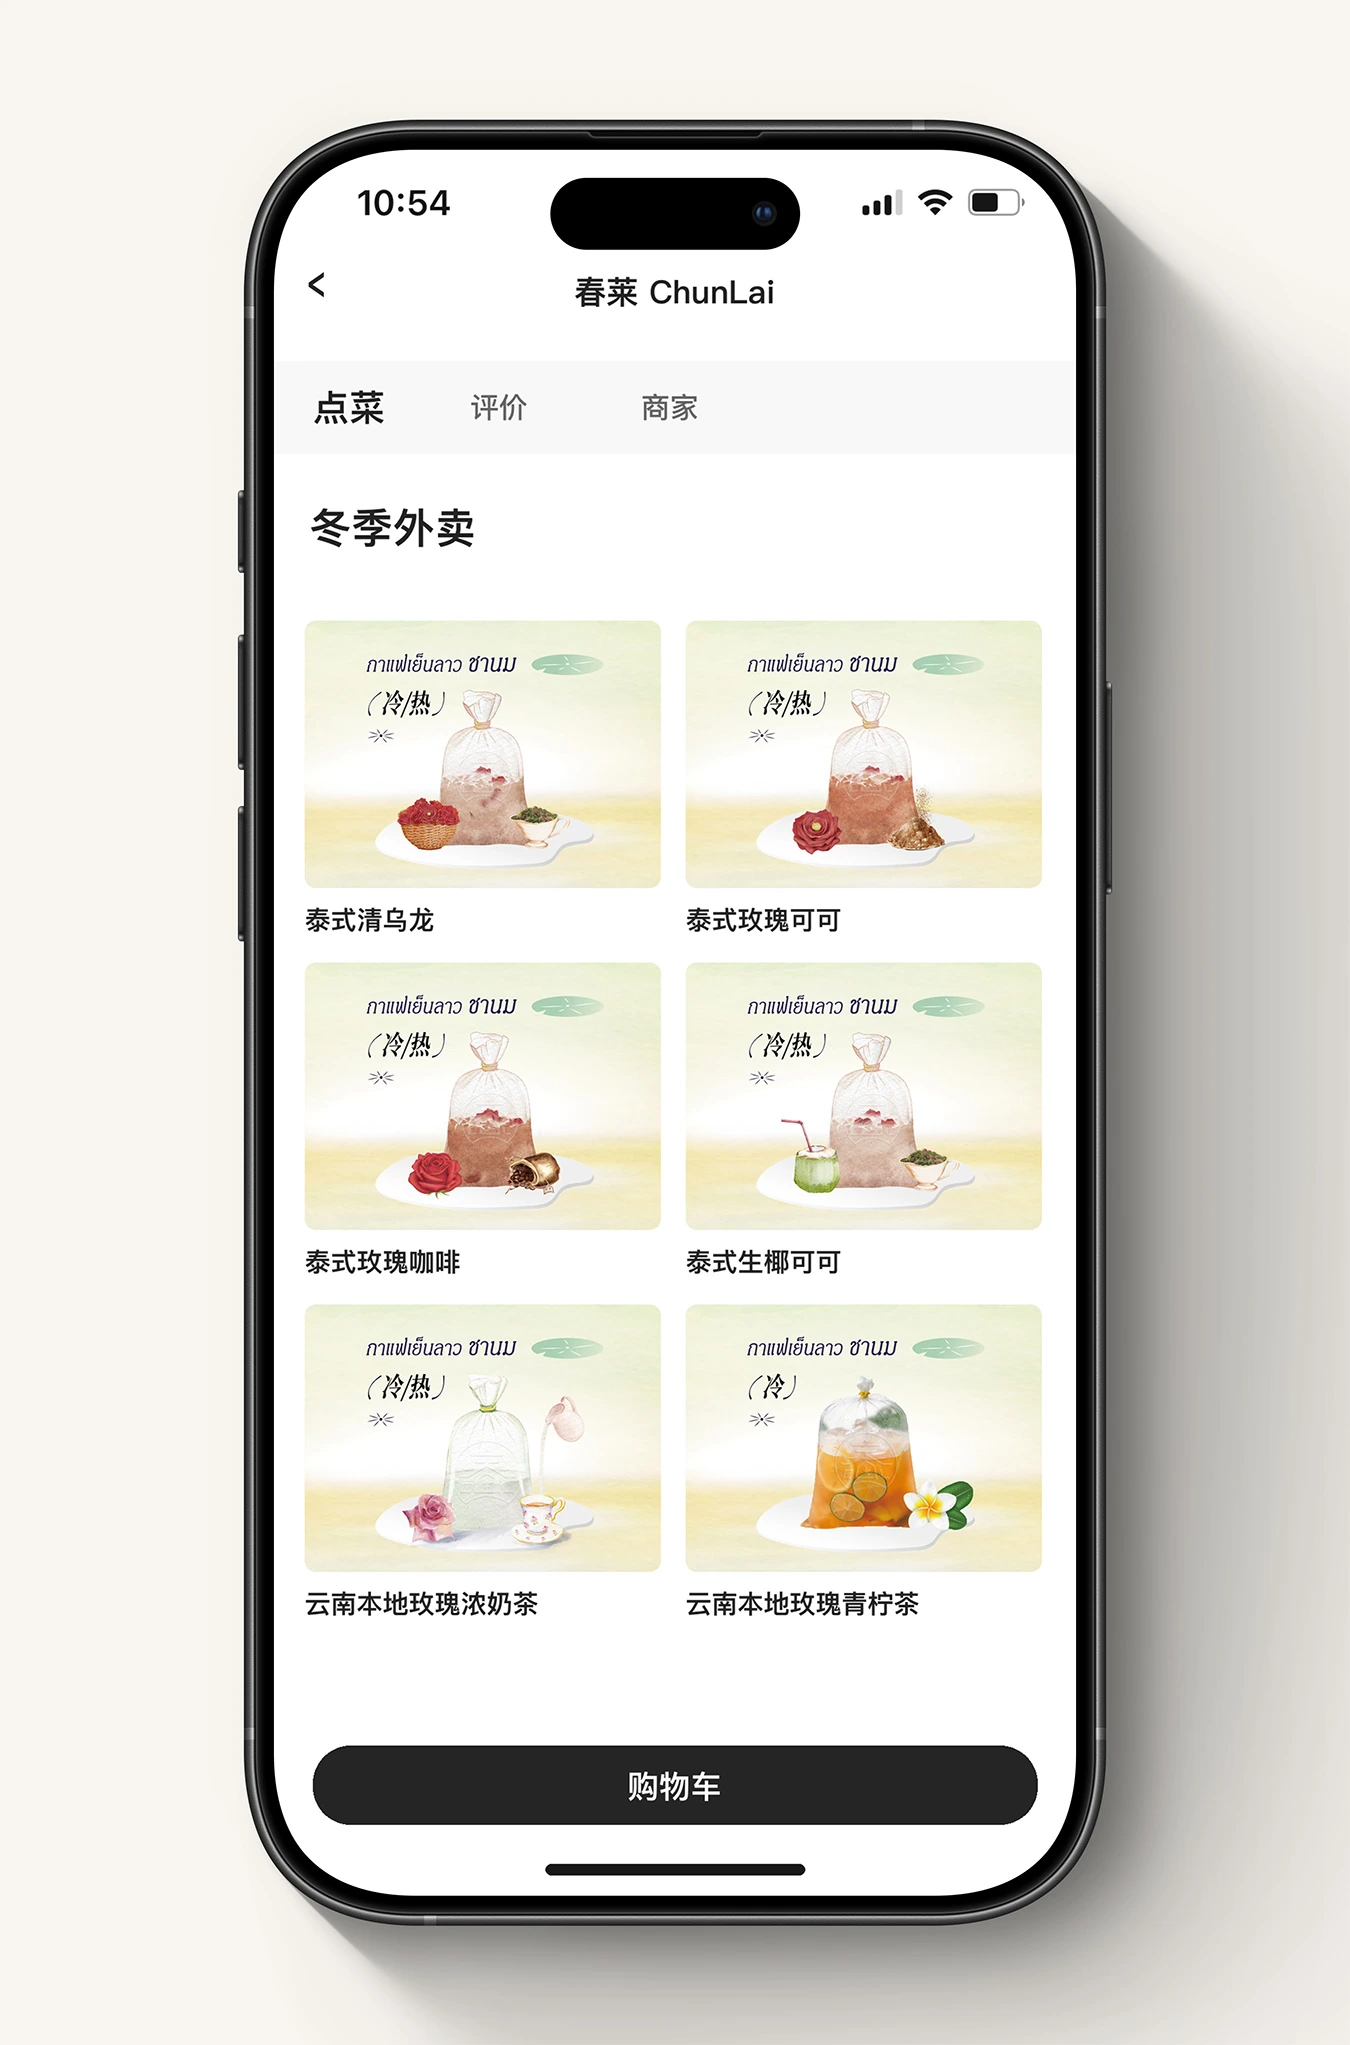 10:54
< 春莱 ChunLai
点菜 评价 商家
冬季外卖
กาแฟเย็นลาว ชานม
(冷/热)
泰式清乌龙
กาแฟเย็นลาว ชานม
(冷/热)
泰式玫瑰可可
กาแฟเย็นลาว ชานม
(冷/热)
泰式玫瑰咖啡
กาแฟเย็นลาว ชานม
(冷/热)
泰式生椰可可
กาแฟเย็นลาว ชานม
(冷/热)
云南本地玫瑰浓奶茶
กาแฟเย็นลาว ชานม
(冷)
云南本地玫瑰青柠茶
购物车